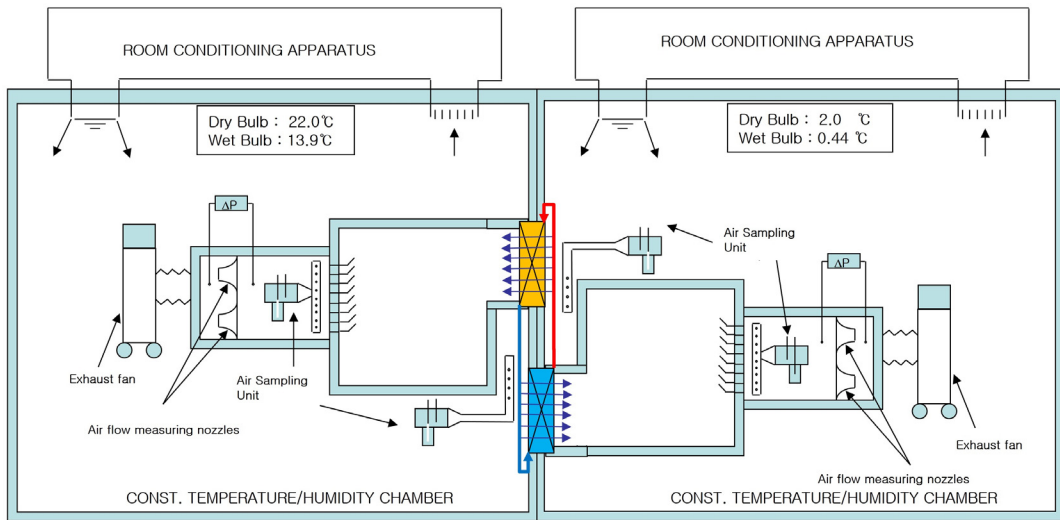 ROOM CONDITIONING APPARATUS
Dry Bulb : 22.0℃
Wet Bulb : 13.9℃
ΔP
Exhaust fan
Air Sampling
Unit
Air flow measuring nozzles
CONST. TEMPERATURE/HUMIDITY CHAMBER
ROOM CONDITIONING APPARATUS
Dry Bulb : 2.0 ℃
Wet Bulb : 0.44 ℃
Air Sampling
Unit
ΔP
Exhaust fan
Air flow measuring nozzles
CONST. TEMPERATURE/HUMIDITY CHAMBER